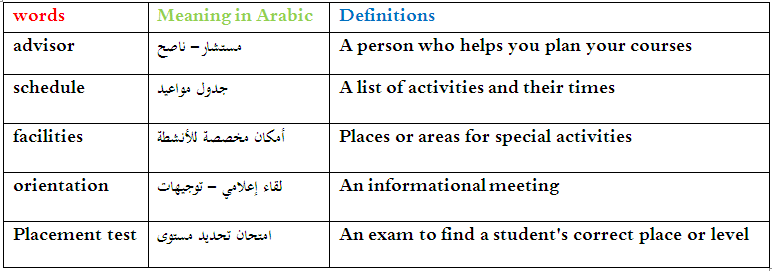 words Meaning in Arabic Definitions
advisor مستشار – ناصح A person who helps you plan your courses
schedule جدول مواعيد A list of activities and their times
facilities أمكان مخصصة للأنشطة Places or areas for special activities
orientation لقاء إعلامي – توجيهات An informational meeting
Placement test امتحان تحديد مستوى An exam to find a student's correct place or level